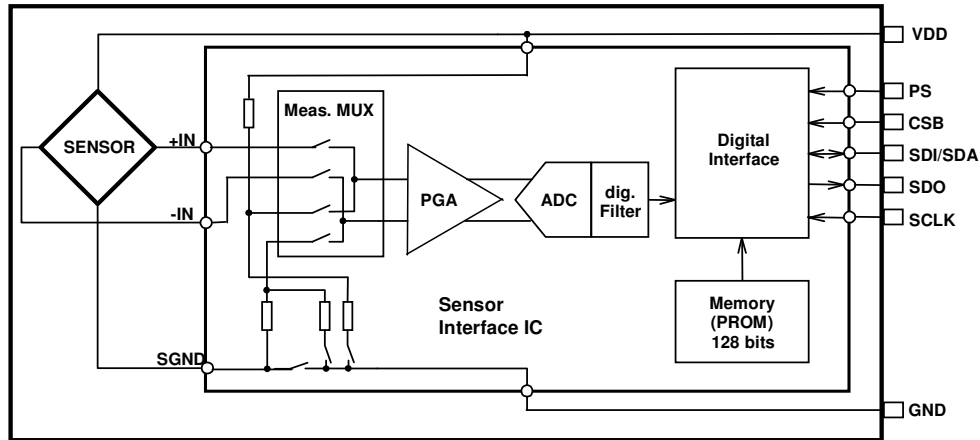 VDD
PS
Meas. MUX
SENSOR
+IN
CSB
Digital
Interface
SDI/SDA
PGA
ADC
dig.
Filter
SDO
-IN
SCLK
Sensor
Interface IC
Memory
(PROM)
128 bits
SGND
GND